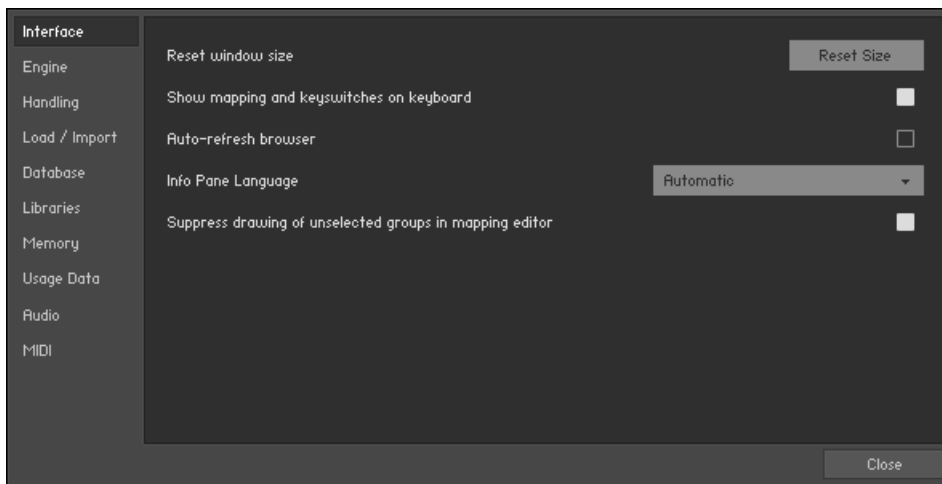 Interface
Engine
Handling
Load / Import
Database
Libraries
Memory
Usage Data
Audio
MIDI
Reset window size
Reset Size
Show mapping and keyswitches on keyboard
Auto-refresh browser
Info Pane Language
Automatic
Suppress drawing of unselected groups in mapping editor
Close